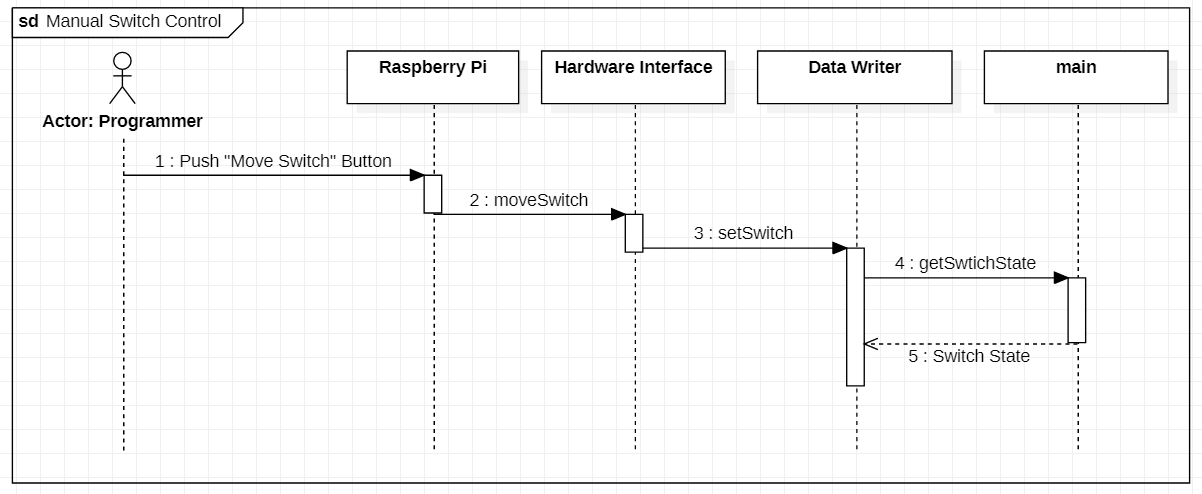 sd Manual Switch Control
Raspberry Pi
Hardware Interface
Data Writer
main
Actor: Programmer
1 : Push "Move Switch" Button
2 : moveSwitch
3 : setSwitch
4 : getSwtichState
5 : Switch State